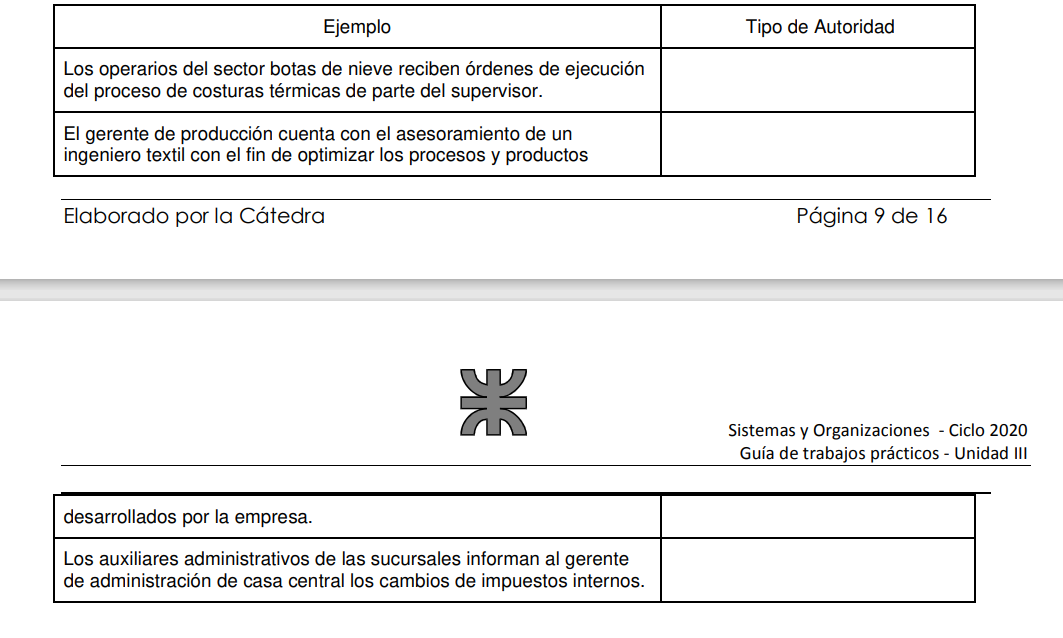 Ejemplo
Tipo de Autoridad
Los operarios del sector botas de nieve reciben órdenes de ejecución
del proceso de costuras térmicas de parte del supervisor.
El gerente de producción cuenta con el asesoramiento de un
ingeniero textil con el fin de optimizar los procesos y productos
Elaborado por la Cátedra
Página 9 de 16
Sistemas y Organizaciones - Ciclo 2020
Guía de trabajos prácticos - Unidad III
desarrollados por la empresa.
Los auxiliares administrativos de las sucursales informan al gerente
de administración de casa central los cambios de impuestos internos.